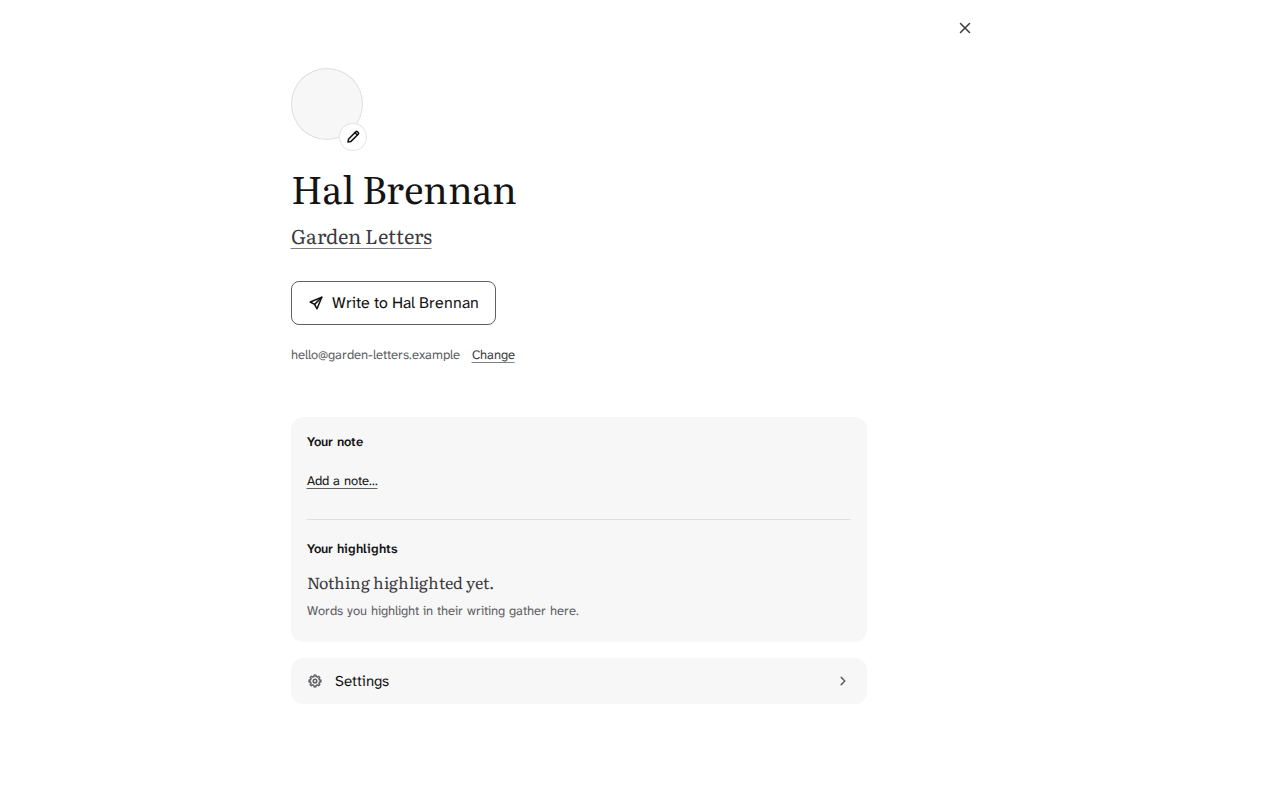 Hal Brennan
Garden Letters
Write to Hal Brennan
hello@garden-letters.example Change
Your note
Add a note...
Your highlights
Nothing highlighted yet.
Words you highlight in their writing gather here.
Settings